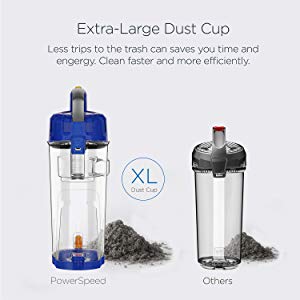 Extra-Large Dust Cup
Less trips to the trash can saves you time and
engergy. Clean faster and more efficiently.
XL
Dust Cup
PowerSpeed
Others